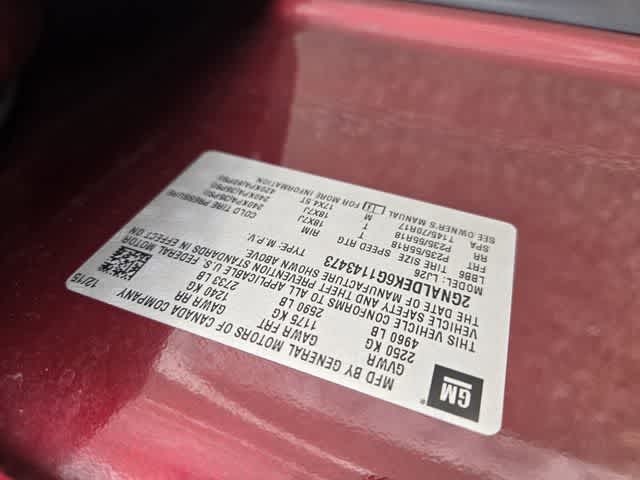 GM
MFD BY GENERAL MOTORS OF CANADA COMPANY 12/15
GVWR GAWR FRT GAWR RR
2250 KG 1175 KG 1240 KG
4960 LB 2590 LB 2733 LB
THIS VEHICLE CONFORMS TO ALL APPLICABLE U.S. FEDERAL MOTOR
VEHICLE SAFETY AND THEFT PREVENTION STANDARDS IN EFFECT ON
THE DATE OF MANUFACTURE SHOWN ABOVE.
2GNALDEK6G1143473 TYPE: M.P.V.
MODEL: LJ26
LBB6 TIRE SIZE SPEED RTG RIM COLD TIRE PRESSURE
FRT P235/55R18 T 18X7J 240KPA(35PSI)
RR P235/55R18 T 18X7J 240KPA(35PSI)
SPA T145/70R17 M 17X4.5T 420KPA(60PSI)
SEE OWNER'S MANUAL FOR MORE INFORMATION